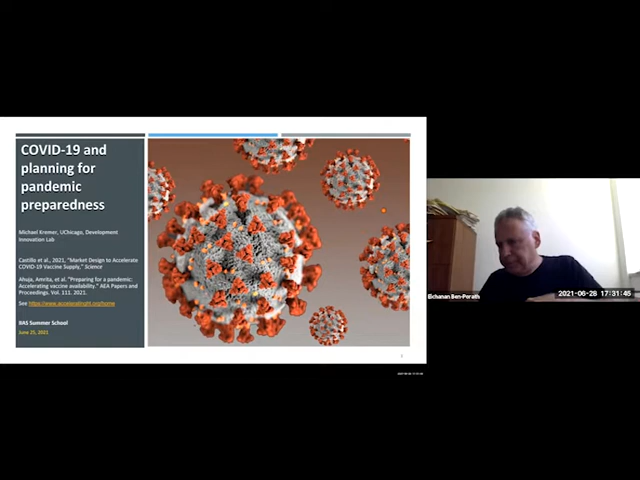 COVID-19 and
planning for
pandemic
preparedness
Michael Kremer, UChicago, Development
Innovation Lab
Castillo et al., 2021, "Market Design to Accelerate
COVID-19 Vaccine Supply," Science
Ahuja, Amrita, et al. "Preparing for a pandemic:
Accelerating vaccine availability." AEA Papers and
Proceedings. Vol. 111. 2021.
See https://www.acceleratinght.org/home
IIAS Summer School
June 25, 2021
Elchanan Ben-Porath
2021-06-28 17:31:45